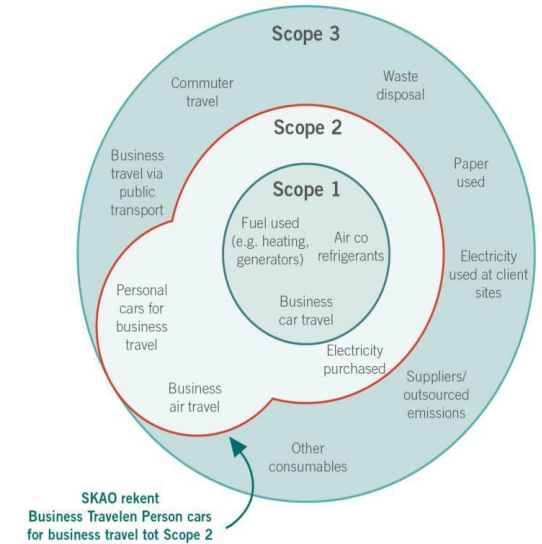 Scope 3
Commuter
travel
Waste
disposal
Scope 2
Business
travel via
public
transport
Paper
used
Scope 1
Fuel used
(e.g. heating,
generators)
Air co
refrigerants
Electricity
used at client
sites
Personal
cars for
business
travel
Business
car travel
Electricity
purchased
Business
air travel
Suppliers/
outsourced
emissions
Other
consumables
SKAO rekent
Business Travelen Person cars
for business travel tot Scope 2